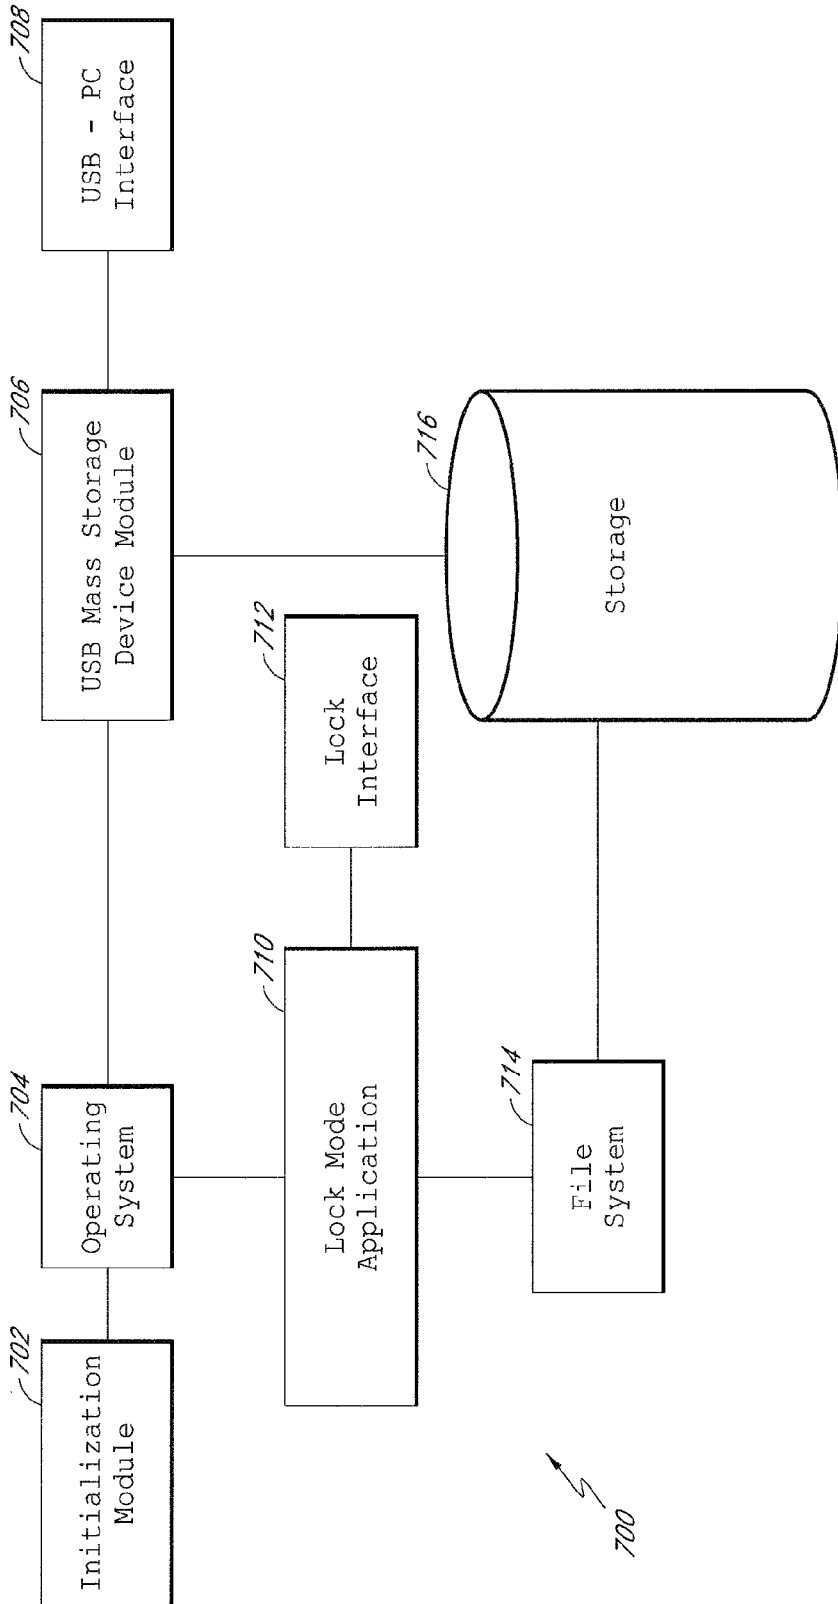 702
Initialization
Module
704
Operating
System
706
USB Mass Storage
Device Module
708
USB - PC
Interface
710
Lock Mode
Application
712
Lock
Interface
714
File
System
716
Storage
700